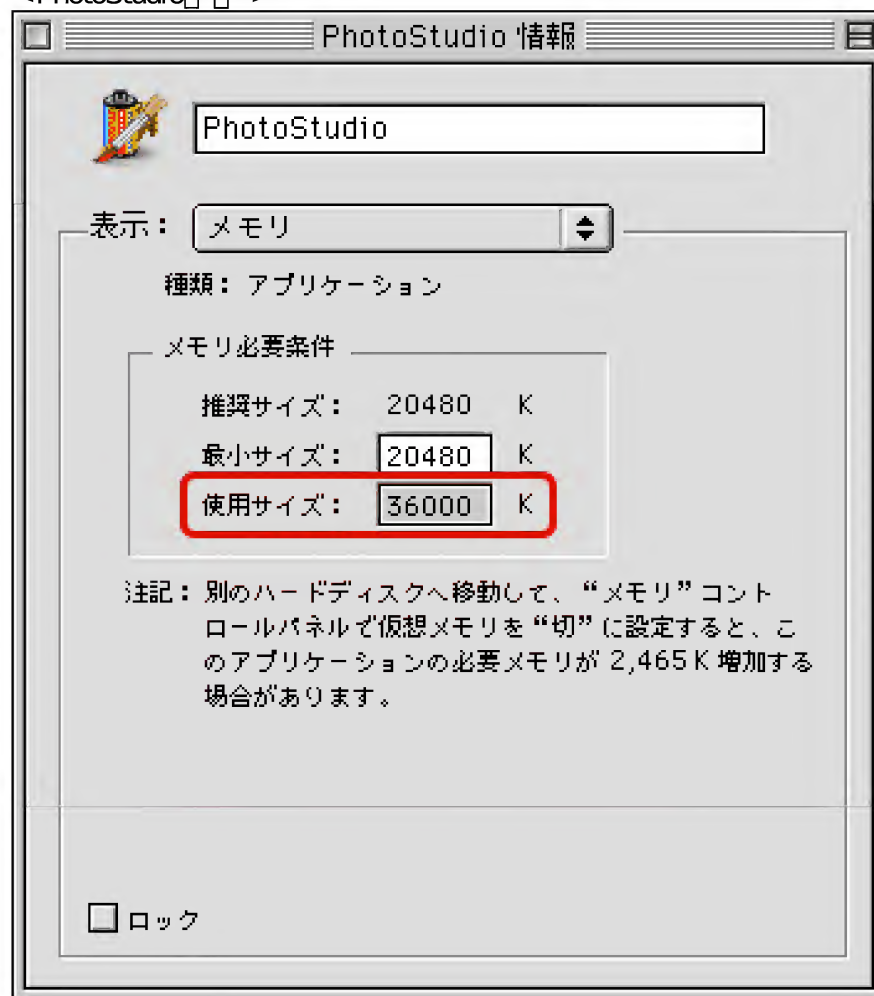 PhotoStudio 情報
PhotoStudio
表示： メモリ
種類： アプリケーション
メモリ必要条件
推奨サイズ： 20480 K
最小サイズ： 20480 K
使用サイズ： 36000 K
注記： 別のハードディスクへ移動して、“メモリ”コント
ロールパネルで仮想メモリを“切”に設定すると、こ
のアプリケーションの必要メモリが 2,465K 増加する
場合があります。
ロック